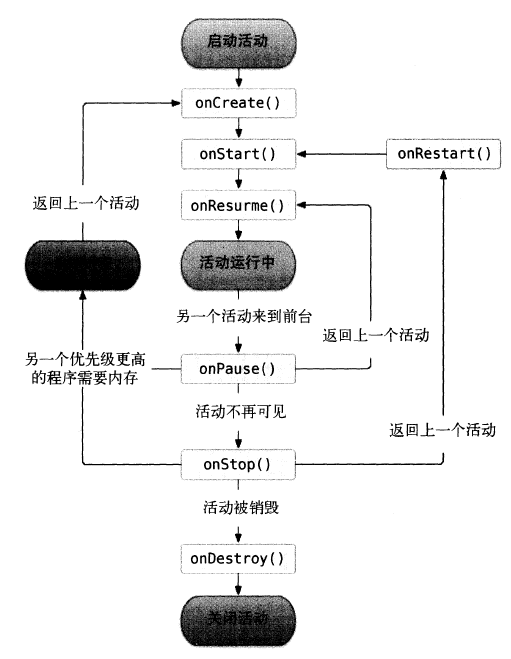 启动活动
onCreate()
onStart()
onRestart()
返回上一个活动
onResurme()
活动运行中
另一个活动来到前台
返回上一个活动
另一个优先级更高
的程序需要内存
onPause()
活动不再可见
返回上一个活动
onStop()
活动被销毁
onDestroy()
关闭活动